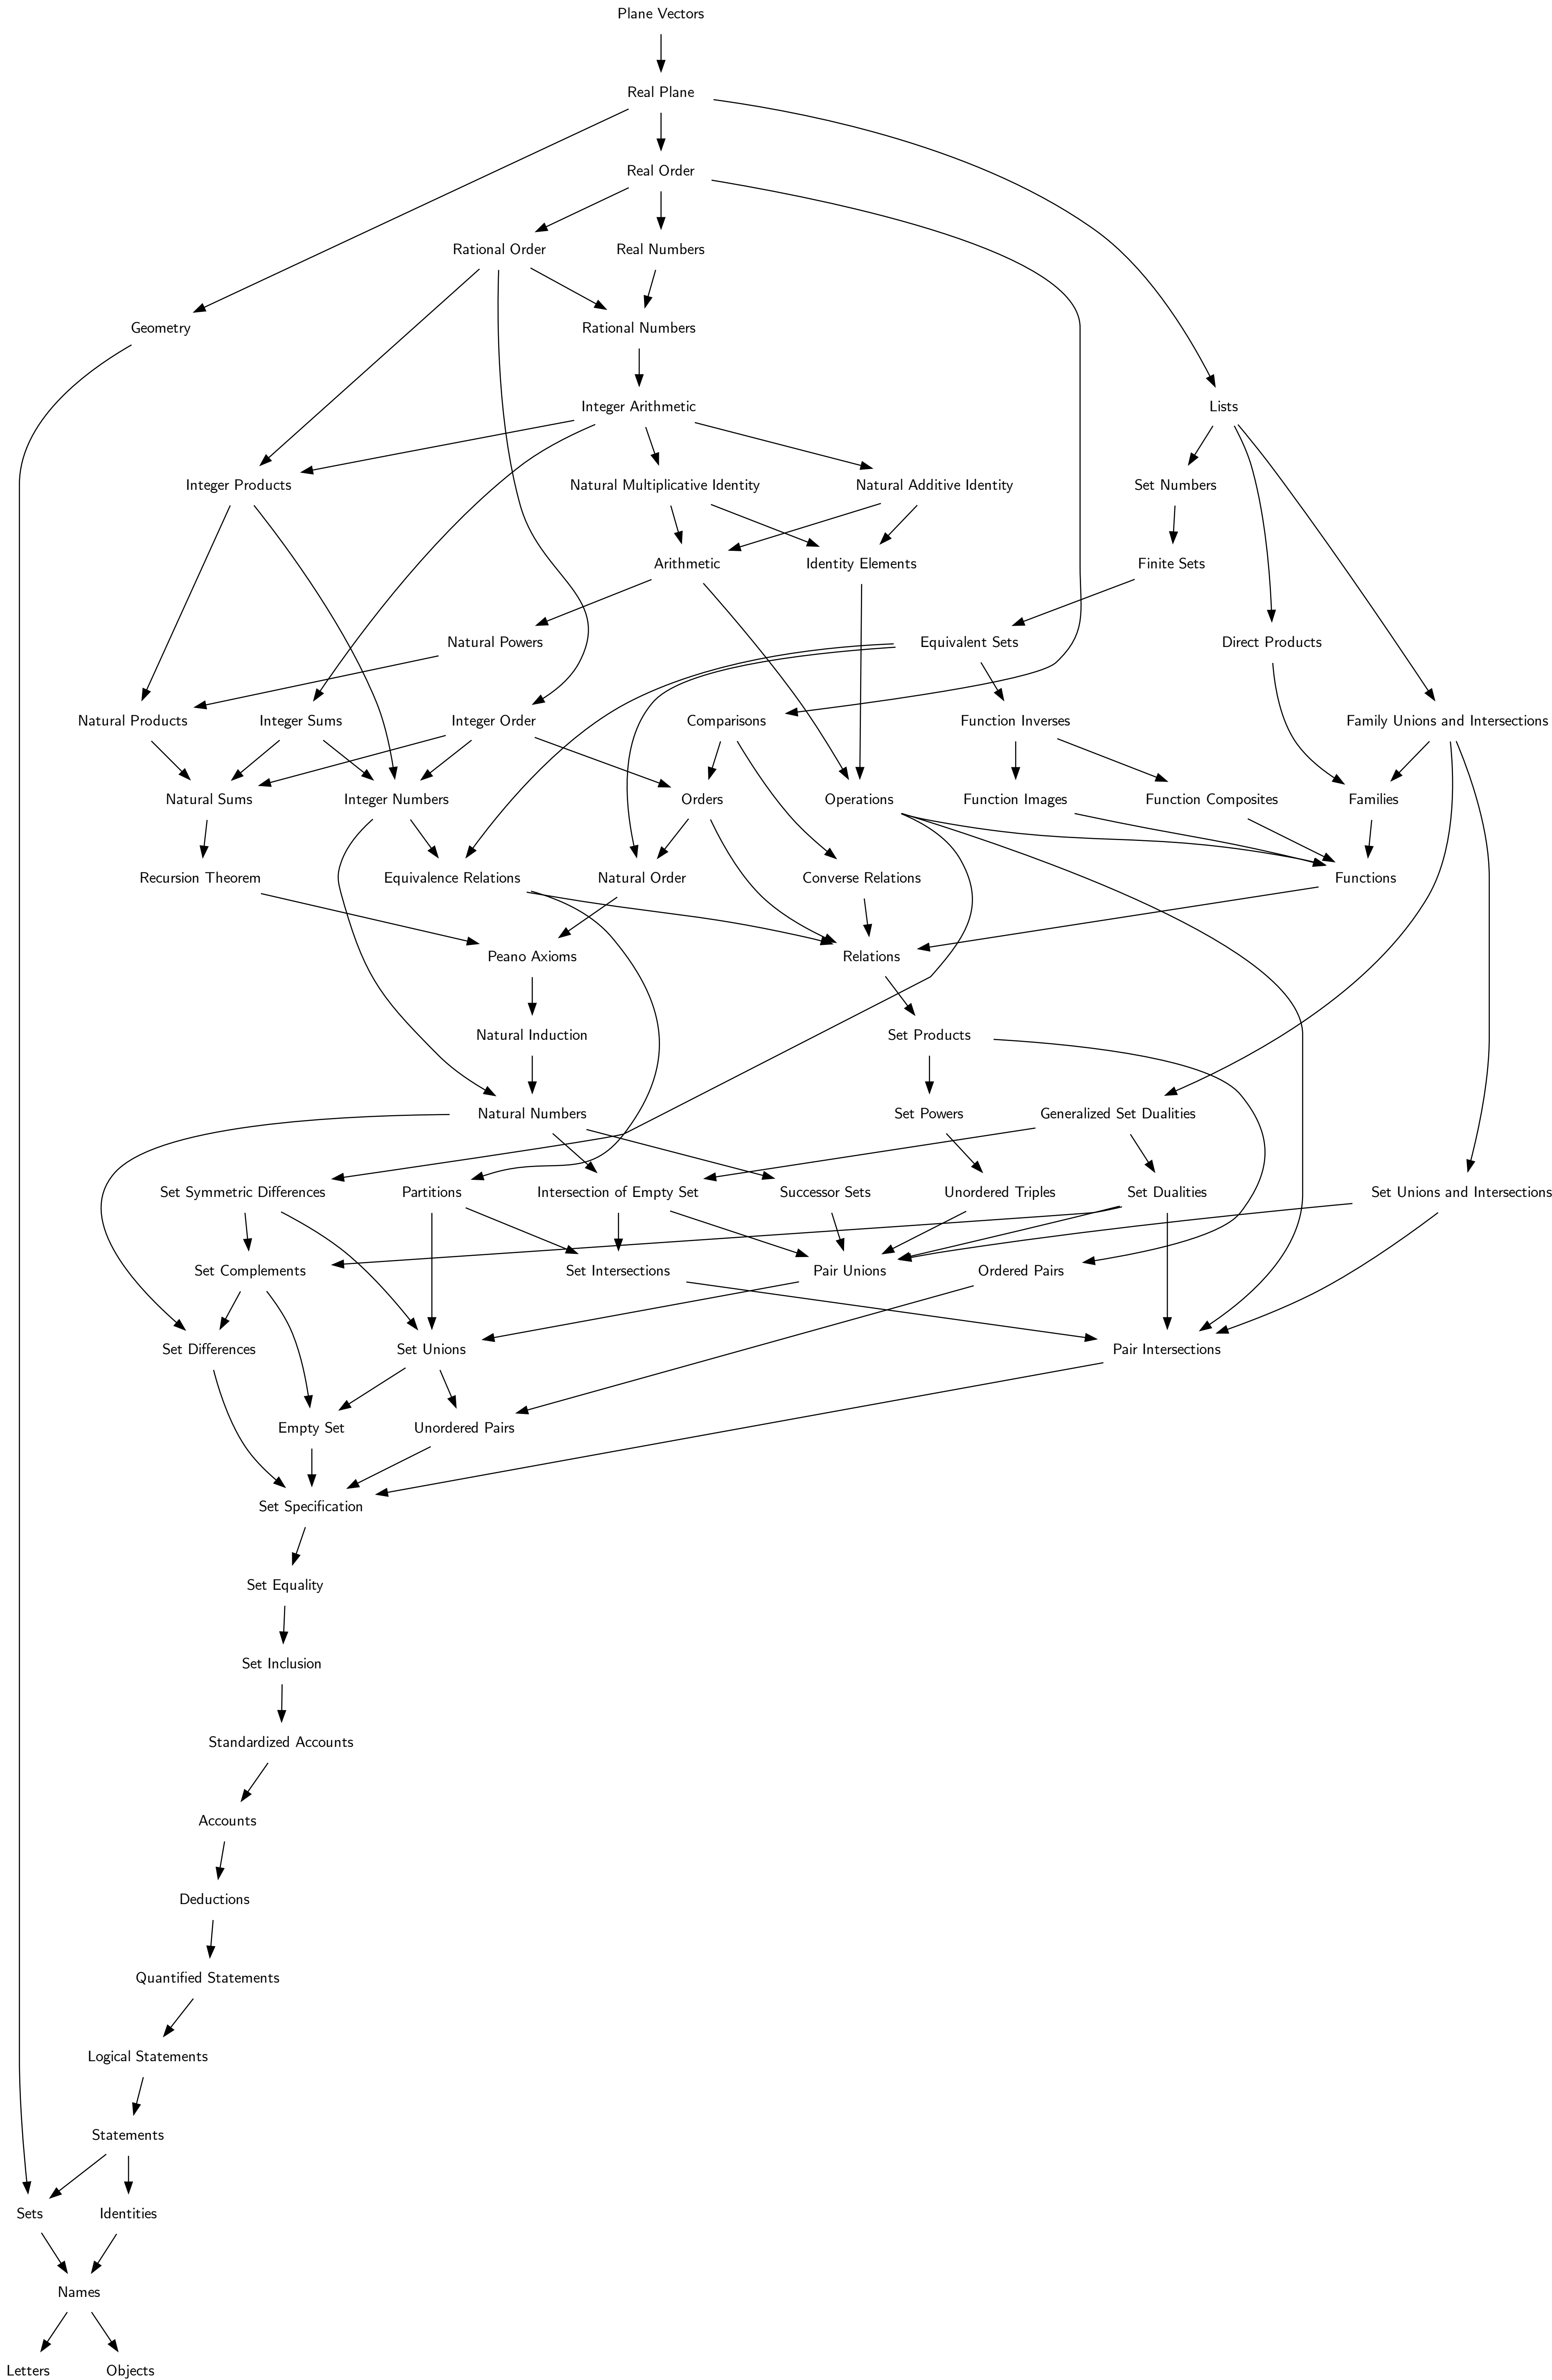 Plane Vectors
Real Plane
Real Order
Rational Order
Real Numbers
Geometry
Rational Numbers
Integer Arithmetic
Lists
Integer Products
Natural Multiplicative Identity
Natural Additive Identity
Set Numbers
Arithmetic
Identity Elements
Finite Sets
Natural Powers
Equivalent Sets
Direct Products
Natural Products
Integer Sums
Integer Order
Comparisons
Function Inverses
Family Unions and Intersections
Natural Sums
Integer Numbers
Orders
Operations
Function Images
Function Composites
Families
Recursion Theorem
Equivalence Relations
Natural Order
Converse Relations
Functions
Peano Axioms
Relations
Natural Induction
Set Products
Natural Numbers
Set Powers
Generalized Set Dualities
Set Symmetric Differences
Partitions
Intersection of Empty Set
Successor Sets
Unordered Triples
Set Dualities
Set Unions and Intersections
Set Complements
Set Intersections
Pair Unions
Ordered Pairs
Set Differences
Set Unions
Pair Intersections
Empty Set
Unordered Pairs
Set Specification
Set Equality
Set Inclusion
Standardized Accounts
Accounts
Deductions
Quantified Statements
Logical Statements
Statements
Sets
Identities
Names
Letters
Objects